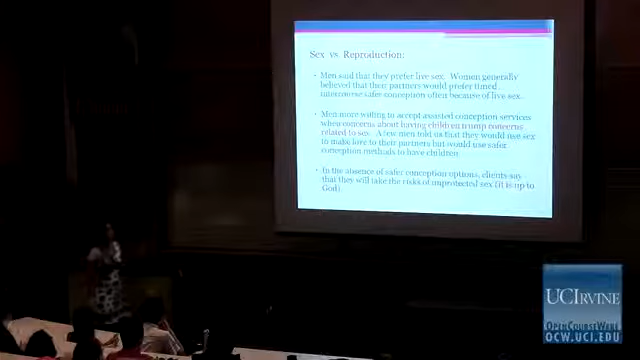 Sex vs Reproduction:
• Men said that they prefer live sex. Women generally
believed that their partners would prefer timed
intercourse safer conception often because of live sex.
• Men more willing to accept assisted conception services
when concerns about having children trump concerns
related to sex. A few men told us that they would use sex
to make love to their partners but would use safer
conception methods to have children
• In the absence of safer conception options, clients say
that they will take the risks of unprotected sex (it is up to
God).
UCIRVINE
OPENCOURSEWARE
OCW.UCI.EDU